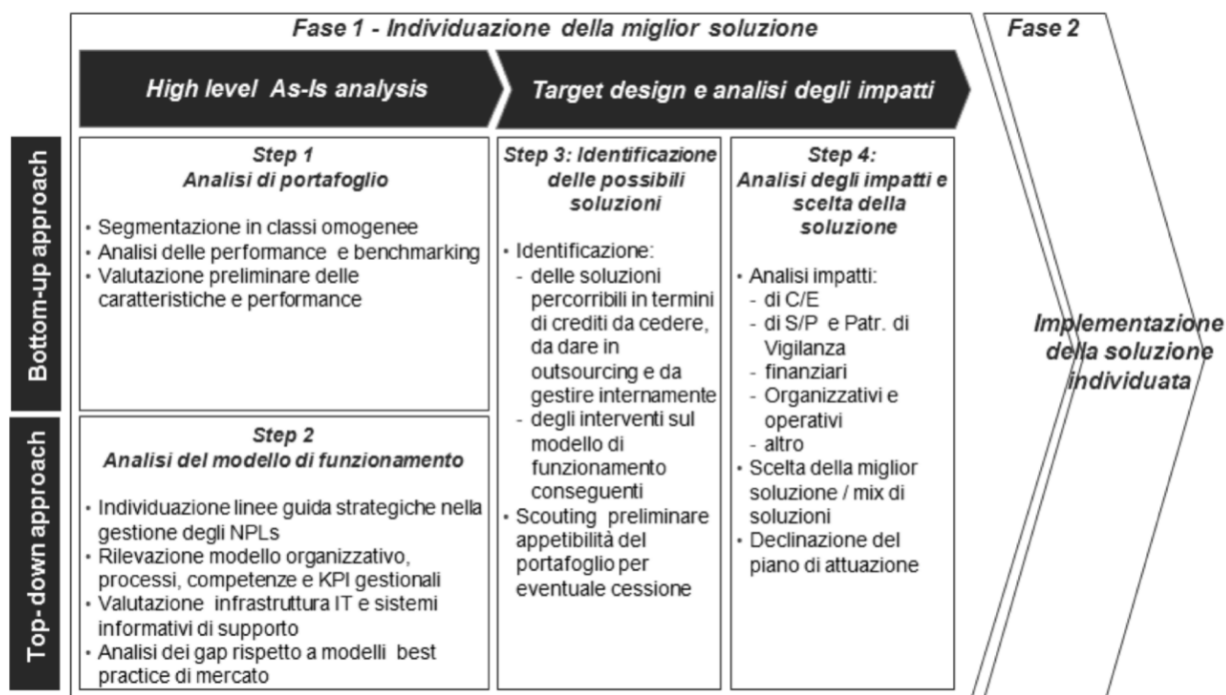 Fase 1 - Individuazione della miglior soluzione
Fase 2
High level As-Is analysis
Target design e analisi degli impatti
Bottom-up approach
Step 1
Analisi di portafoglio
• Segmentazione in classi omogenee
• Analisi delle performance e benchmarking
• Valutazione preliminare delle
caratteristiche e performance
Top-down approach
Step 2
Analisi del modello di funzionamento
• Individuazione linee guida strategiche nella
gestione degli NPLs
• Rilevazione modello organizzativo,
processi, competenze e KPI gestionali
• Valutazione infrastruttura IT e sistemi
informativi di supporto
• Analisi dei gap rispetto a modelli best
practice di mercato
Step 3: Identificazione
delle possibili
soluzioni
• Identificazione:
- delle soluzioni
percorribili in termini
di crediti da cedere,
da dare in
outsourcing e da
gestire internamente
- degli interventi sul
modello di
funzionamento
conseguenti
• Scouting preliminare
appetibilità del
portafoglio per
eventuale cessione
Step 4:
Analisi degli impatti e
scelta della
soluzione
• Analisi impatti:
- di C/E
- di S/P e Patr. di
Vigilanza
- finanziari
- Organizzativi e
operativi
- altro
• Scelta della miglior
soluzione / mix di
soluzioni
• Declinazione del
piano di attuazione
Implementazione
della soluzione
individuata